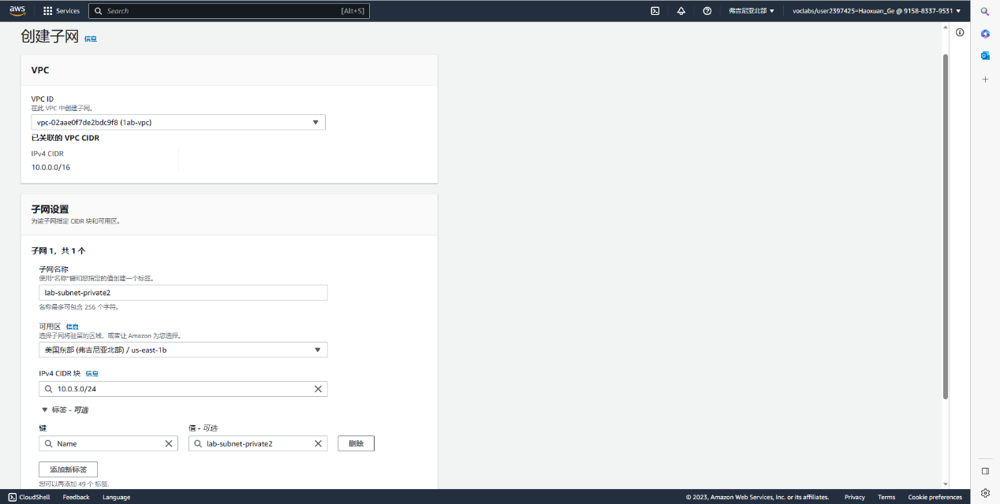 aws Services Search [Alt+S] 弗吉尼亚北部 voclabs/user2397425=Haoxuan_Ge @ 9158-8337-9531
创建子网 信息
VPC
VPC ID
在此 VPC 中创建子网。
vpc-02aae0f7de2bdc9f8 (1ab-vpc)
已关联的 VPC CIDR
IPv4 CIDR
10.0.0.0/16
子网设置
为该子网指定 CIDR 块和可用区。
子网 1，共 1 个
子网名称
使用"名称"键和您指定的值创建一个标签。
lab-subnet-private2
名称最多可包含 256 个字符。
可用区 信息
选择子网将驻留的区域，或者让 Amazon 为您选择。
美国东部 (弗吉尼亚北部) / us-east-1b
IPv4 CIDR 块 信息
10.0.3.0/24
标签 - 可选
键 值 - 可选
Name lab-subnet-private2 删除
添加新标签
您可以再添加 49 个 标签.
CloudShell Feedback Language © 2023, Amazon Web Services, Inc. or its affiliates. Privacy Terms Cookie preferences